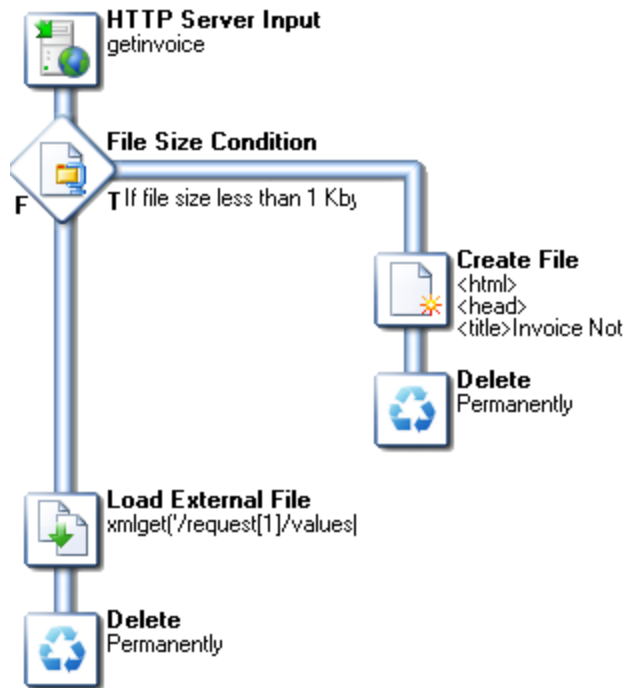 HTTP Server Input
getinvoice
File Size Condition
F
T If file size less than 1 Kby
Create File
<html>
<head>
<title>Invoice Not
Delete
Permanently
Load External File
xmlget('/request[1]/values[
Delete
Permanently